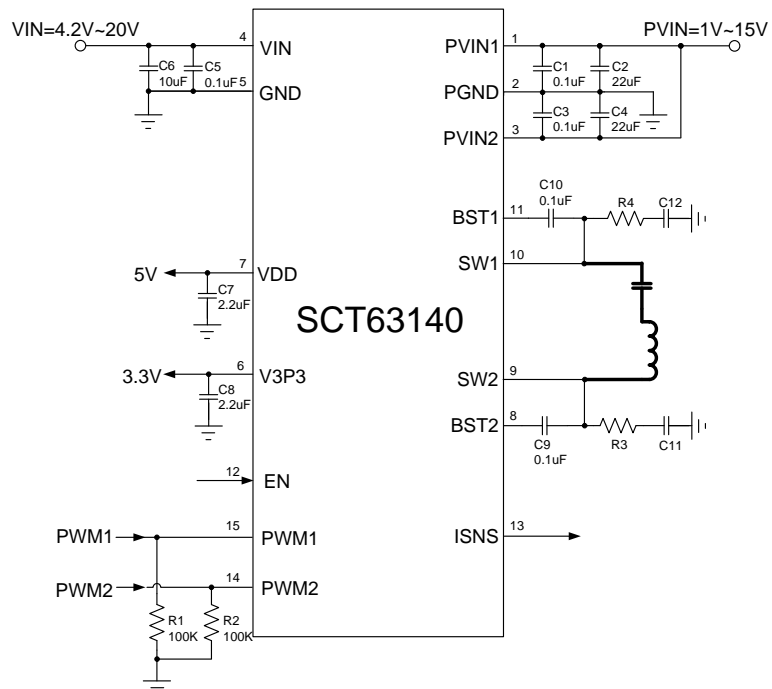 VIN=4.2V~20V
4
VIN
C6
10uF
C5
0.1uF
5
GND
1
PVIN1
PVIN=1V~15V
C1
0.1uF
C2
22uF
2
PGND
C3
0.1uF
C4
22uF
3
PVIN2
C10
0.1uF
11
BST1
R4
C12
10
SW1
5V
7
VDD
C7
2.2uF
SCT63140
3.3V
6
V3P3
C8
2.2uF
9
SW2
8
BST2
C9
0.1uF
R3
C11
12
EN
PWM1
15
PWM1
13
ISNS
PWM2
14
PWM2
R1
100K
R2
100K